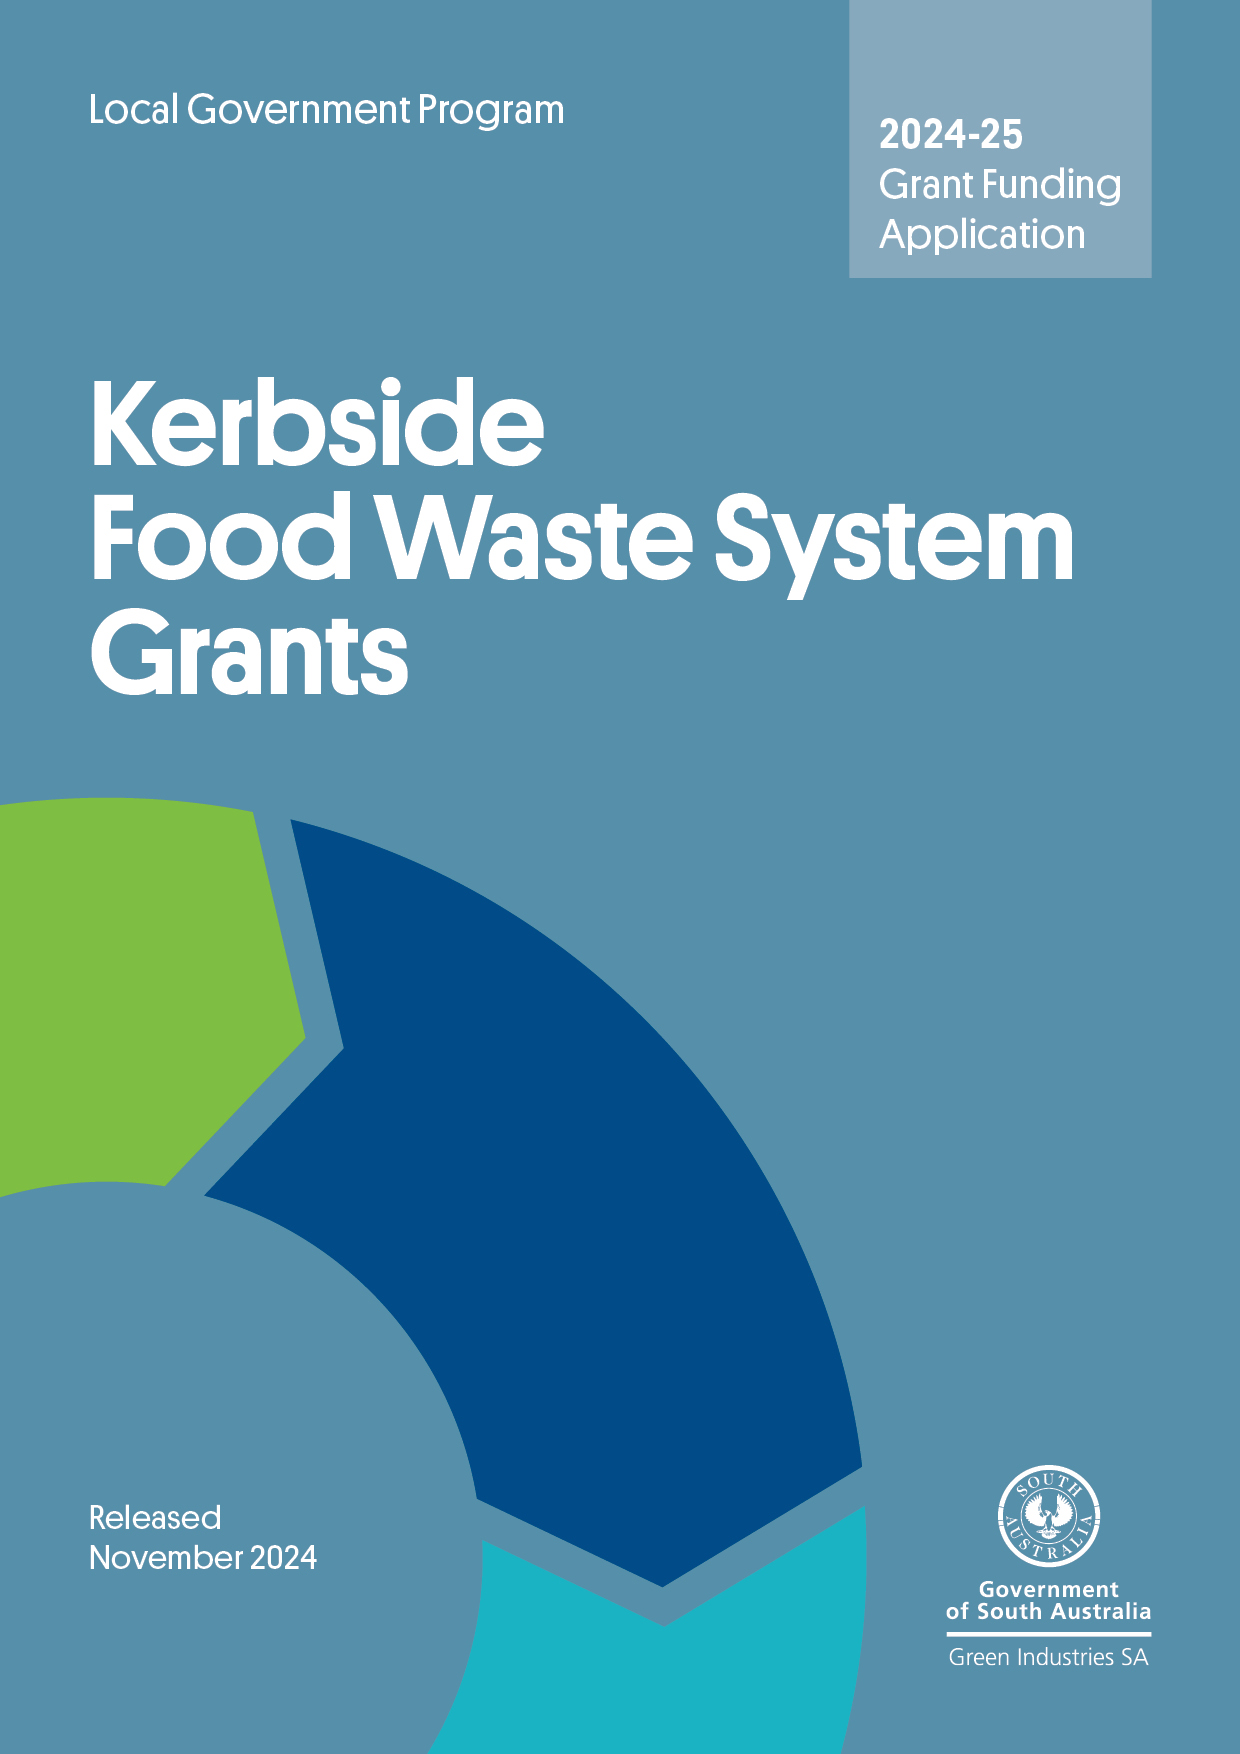 Local Government Program
2024-25
Grant Funding
Application
Kerbside
Food Waste System
Grants
Released
November 2024
SOUTH
AUSTRALIA
Government
of South Australia
Green Industries SA